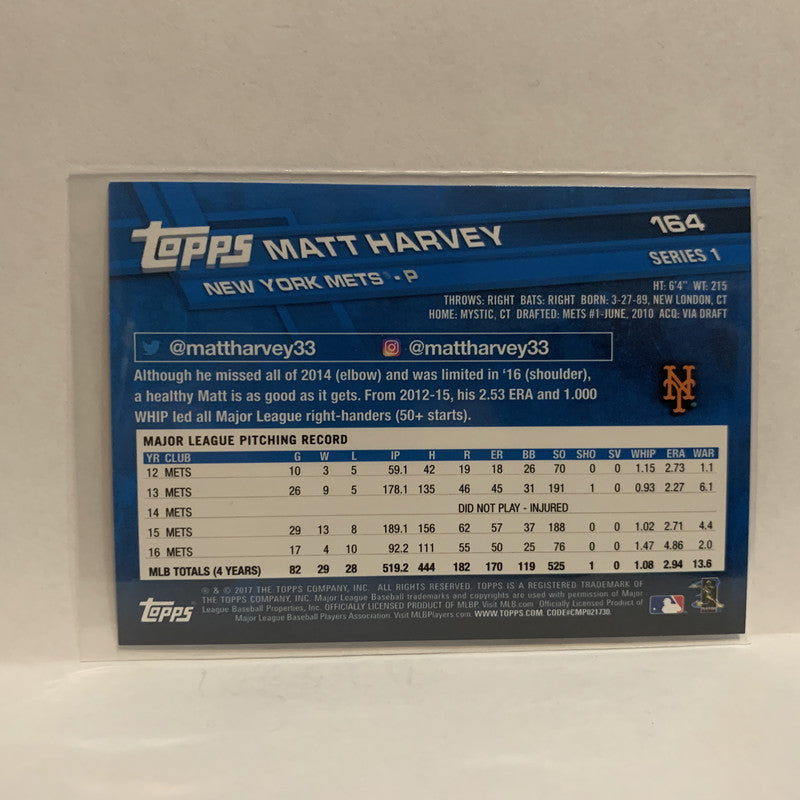 topps MATT HARVEY 164
NEW YORK METS - P SERIES 1
HT: 6'4" WT: 215
THROWS: RIGHT BATS: RIGHT BORN: 3-27-89, NEW LONDON, CT
HOME: MYSTIC, CT DRAFTED: METS #1-JUNE, 2010 ACQ: VIA DRAFT
@mattharvey33 @mattharvey33
Although he missed all of 2014 (elbow) and was limited in '16 (shoulder),
a healthy Matt is as good as it gets. From 2012-15, his 2.53 ERA and 1.000
WHIP led all Major League right-handers (50+ starts).
NY
MAJOR LEAGUE PITCHING RECORD
YR CLUB G W L IP H R ER BB SO SHO SV WHIP ERA WAR
12 METS 10 3 5 59.1 42 19 18 26 70 0 0 1.15 2.73 1.1
13 METS 26 9 5 178.1 135 46 45 31 191 1 0 0.93 2.27 6.1
14 METS DID NOT PLAY - INJURED
15 METS 29 13 8 189.1 156 62 57 37 188 0 0 1.02 2.71 4.4
16 METS 17 4 10 92.2 111 55 50 25 76 0 0 1.47 4.86 2.0
MLB TOTALS (4 YEARS) 82 29 28 519.2 444 182 170 119 525 1 0 1.08 2.94 13.6
® & © 2017 THE TOPPS COMPANY, INC. ALL RIGHTS RESERVED. TOPPS IS A REGISTERED TRADEMARK OF
THE TOPPS COMPANY, INC. Major League Baseball trademarks and copyrights are used with permission of Major
League Baseball Properties, Inc. OFFICIALLY LICENSED PRODUCT OF MLBP. Visit MLB.com Officially Licensed Product of
Major League Baseball Players Association. Visit MLBPlayers.com. WWW.TOPPS.COM. CODE#CMP021730.
topps